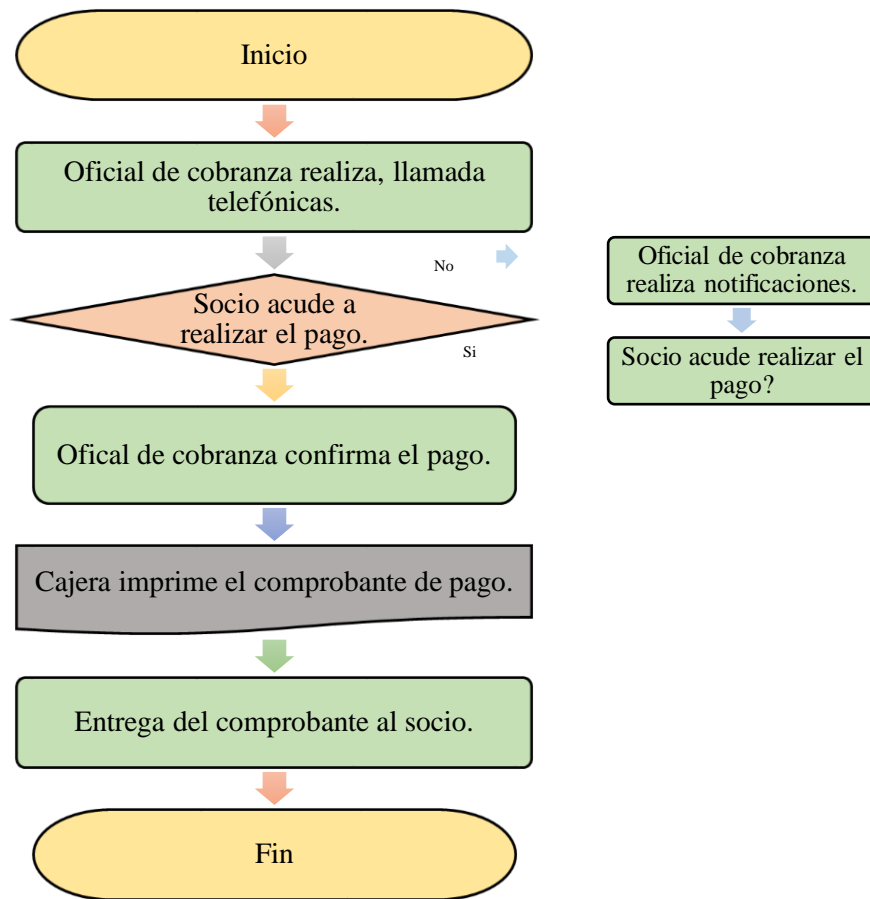 Inicio
Oficial de cobranza realiza, llamada
telefónicas.
No
Socio acude a
realizar el pago.
Si
Oficial de cobranza
realiza notificaciones.
Socio acude realizar el
pago?
Ofical de cobranza confirma el pago.
Cajera imprime el comprobante de pago.
Entrega del comprobante al socio.
Fin